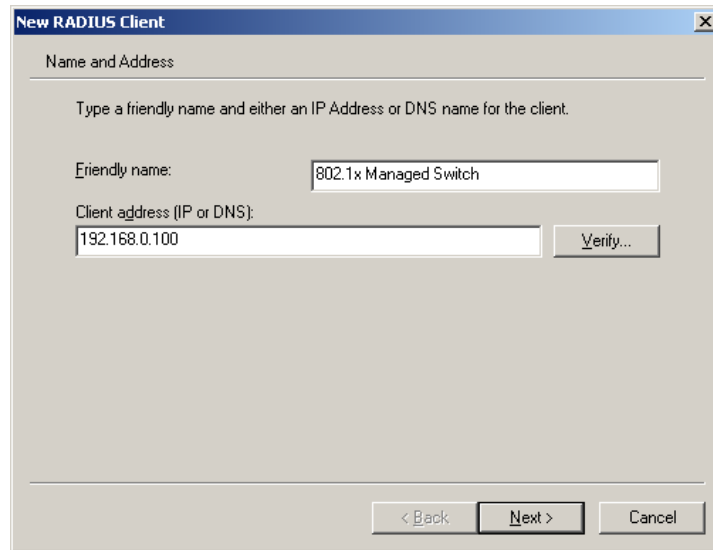 New RADIUS Client
Name and Address
Type a friendly name and either an IP Address or DNS name for the client.
Friendly name: 802.1x Managed Switch
Client address (IP or DNS):
192.168.0.100 Verify...
< Back Next > Cancel